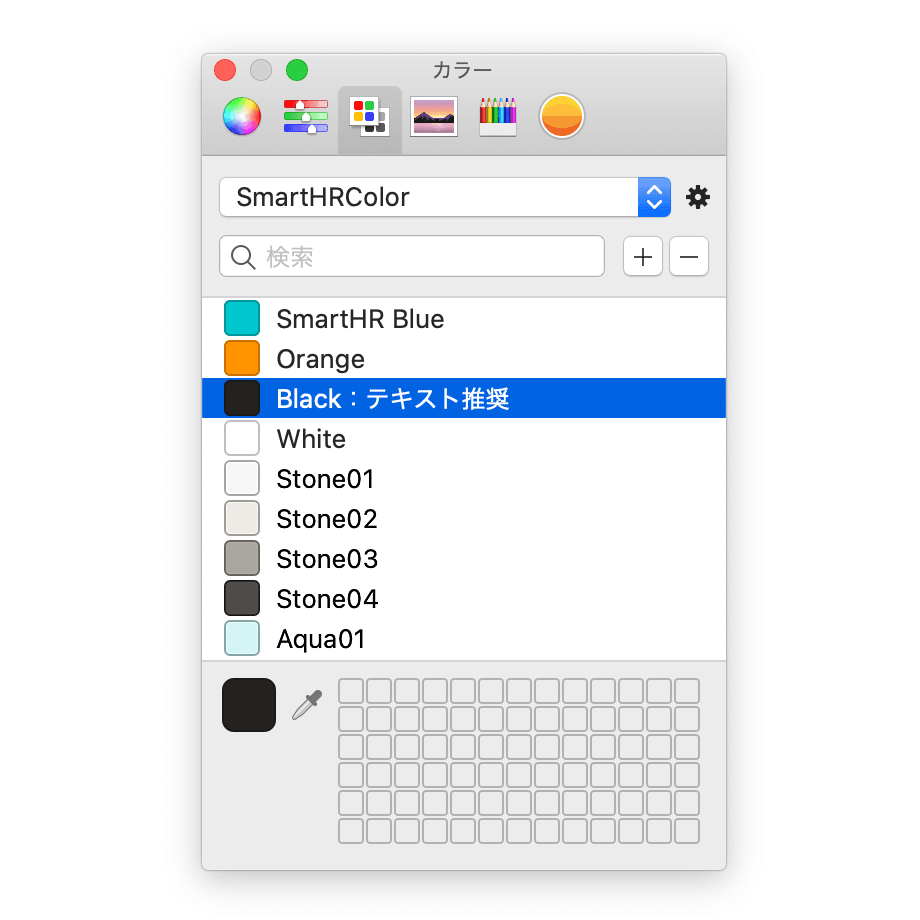 カラー
SmartHRColor
検索
SmartHR Blue
Orange
Black：テキスト推奨
White
Stone01
Stone02
Stone03
Stone04
Aqua01